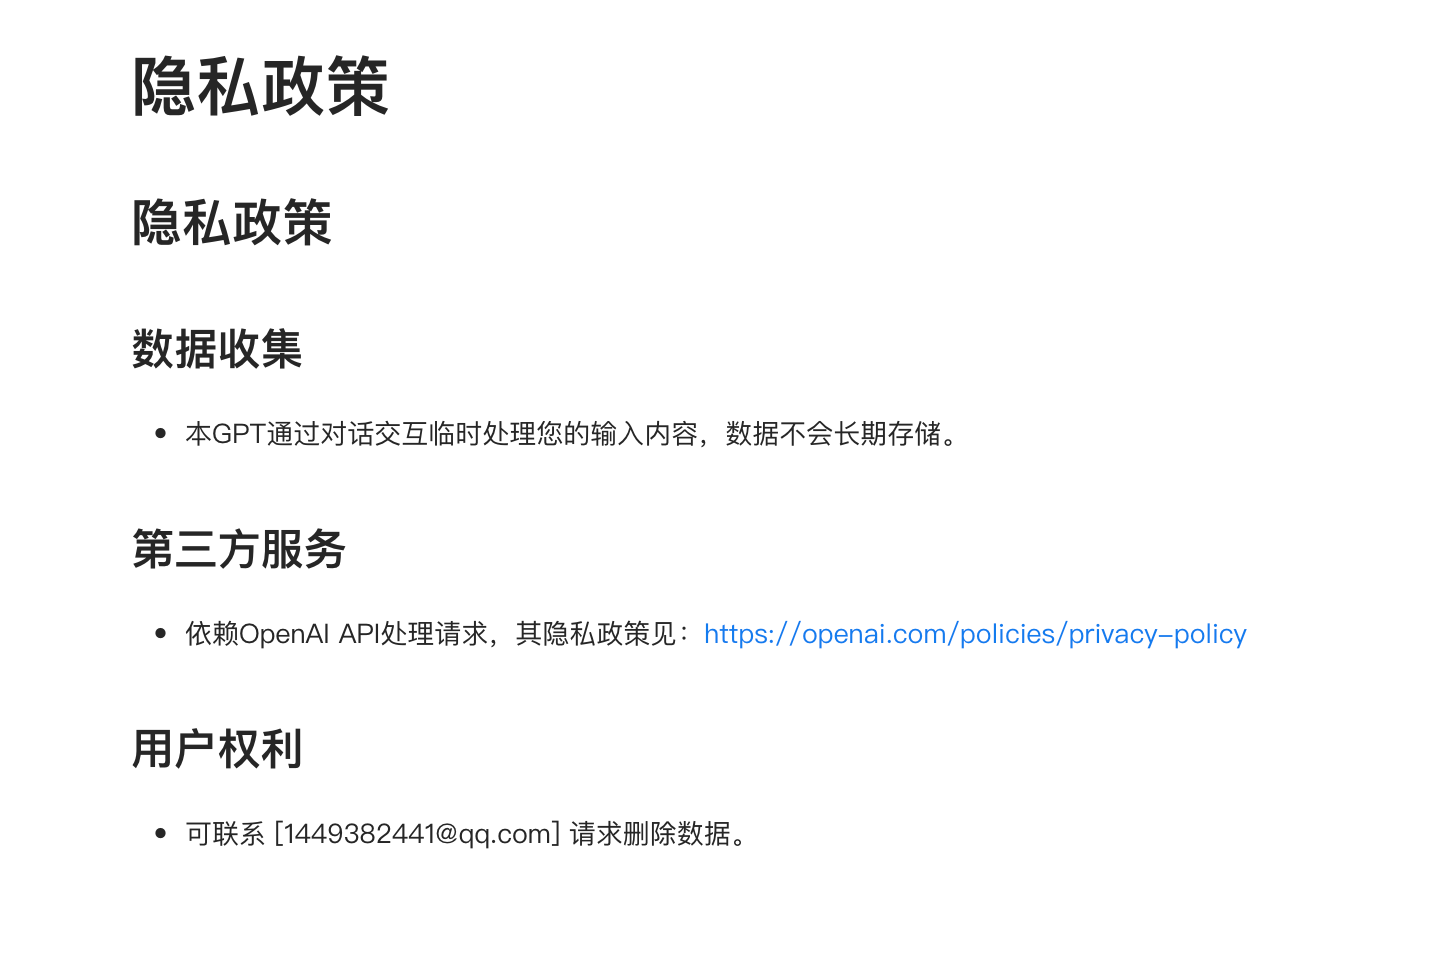 隐私政策
隐私政策
数据收集
• 本GPT通过对话交互临时处理您的输入内容，数据不会长期存储。
第三方服务
• 依赖OpenAI API处理请求，其隐私政策见：https://openai.com/policies/privacy-policy
用户权利
• 可联系 [1449382441@qq.com] 请求删除数据。